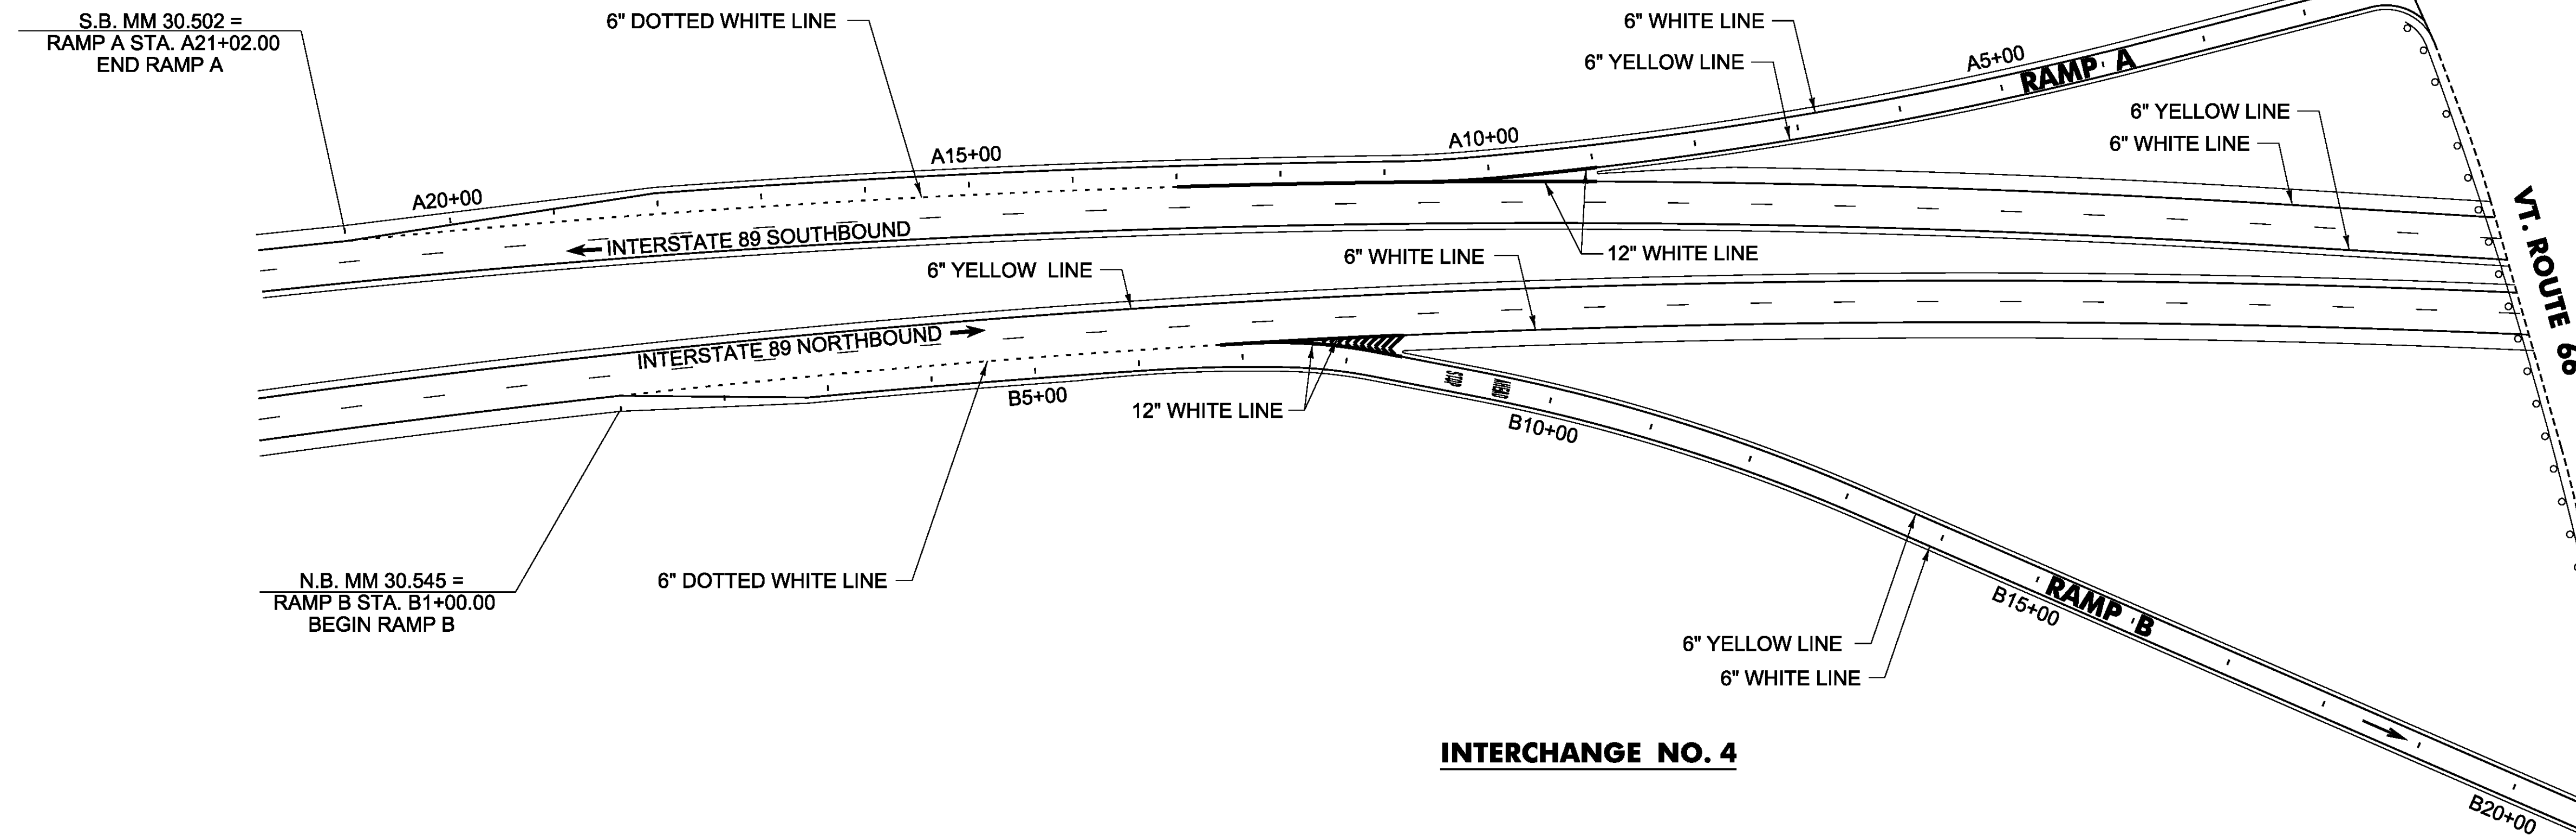 S.B. MM 30.502 =
RAMP A STA. A21+02.00
END RAMP A
6" DOTTED WHITE LINE
6" WHITE LINE
6" YELLOW LINE
A5+00
RAMP A
6" YELLOW LINE
6" WHITE LINE
A10+00
A15+00
A20+00
VT. ROUTE 66
INTERSTATE 89 SOUTHBOUND
12" WHITE LINE
6" WHITE LINE
6" YELLOW LINE
INTERSTATE 89 NORTHBOUND
STOP
AHEAD
B5+00
12" WHITE LINE
B10+00
N.B. MM 30.545 =
RAMP B STA. B1+00.00
BEGIN RAMP B
6" DOTTED WHITE LINE
RAMP B
B15+00
6" YELLOW LINE
6" WHITE LINE
INTERCHANGE NO. 4
B20+00